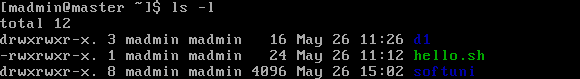 [madmin@master ~]$ ls -l
total 12
drwxrwxr-x. 3 madmin madmin   16 May 26 11:26 d1
-rwxrwxr-x. 1 madmin madmin   24 May 26 11:12 hello.sh
drwxrwxr-x. 8 madmin madmin 4096 May 26 15:02 softuni